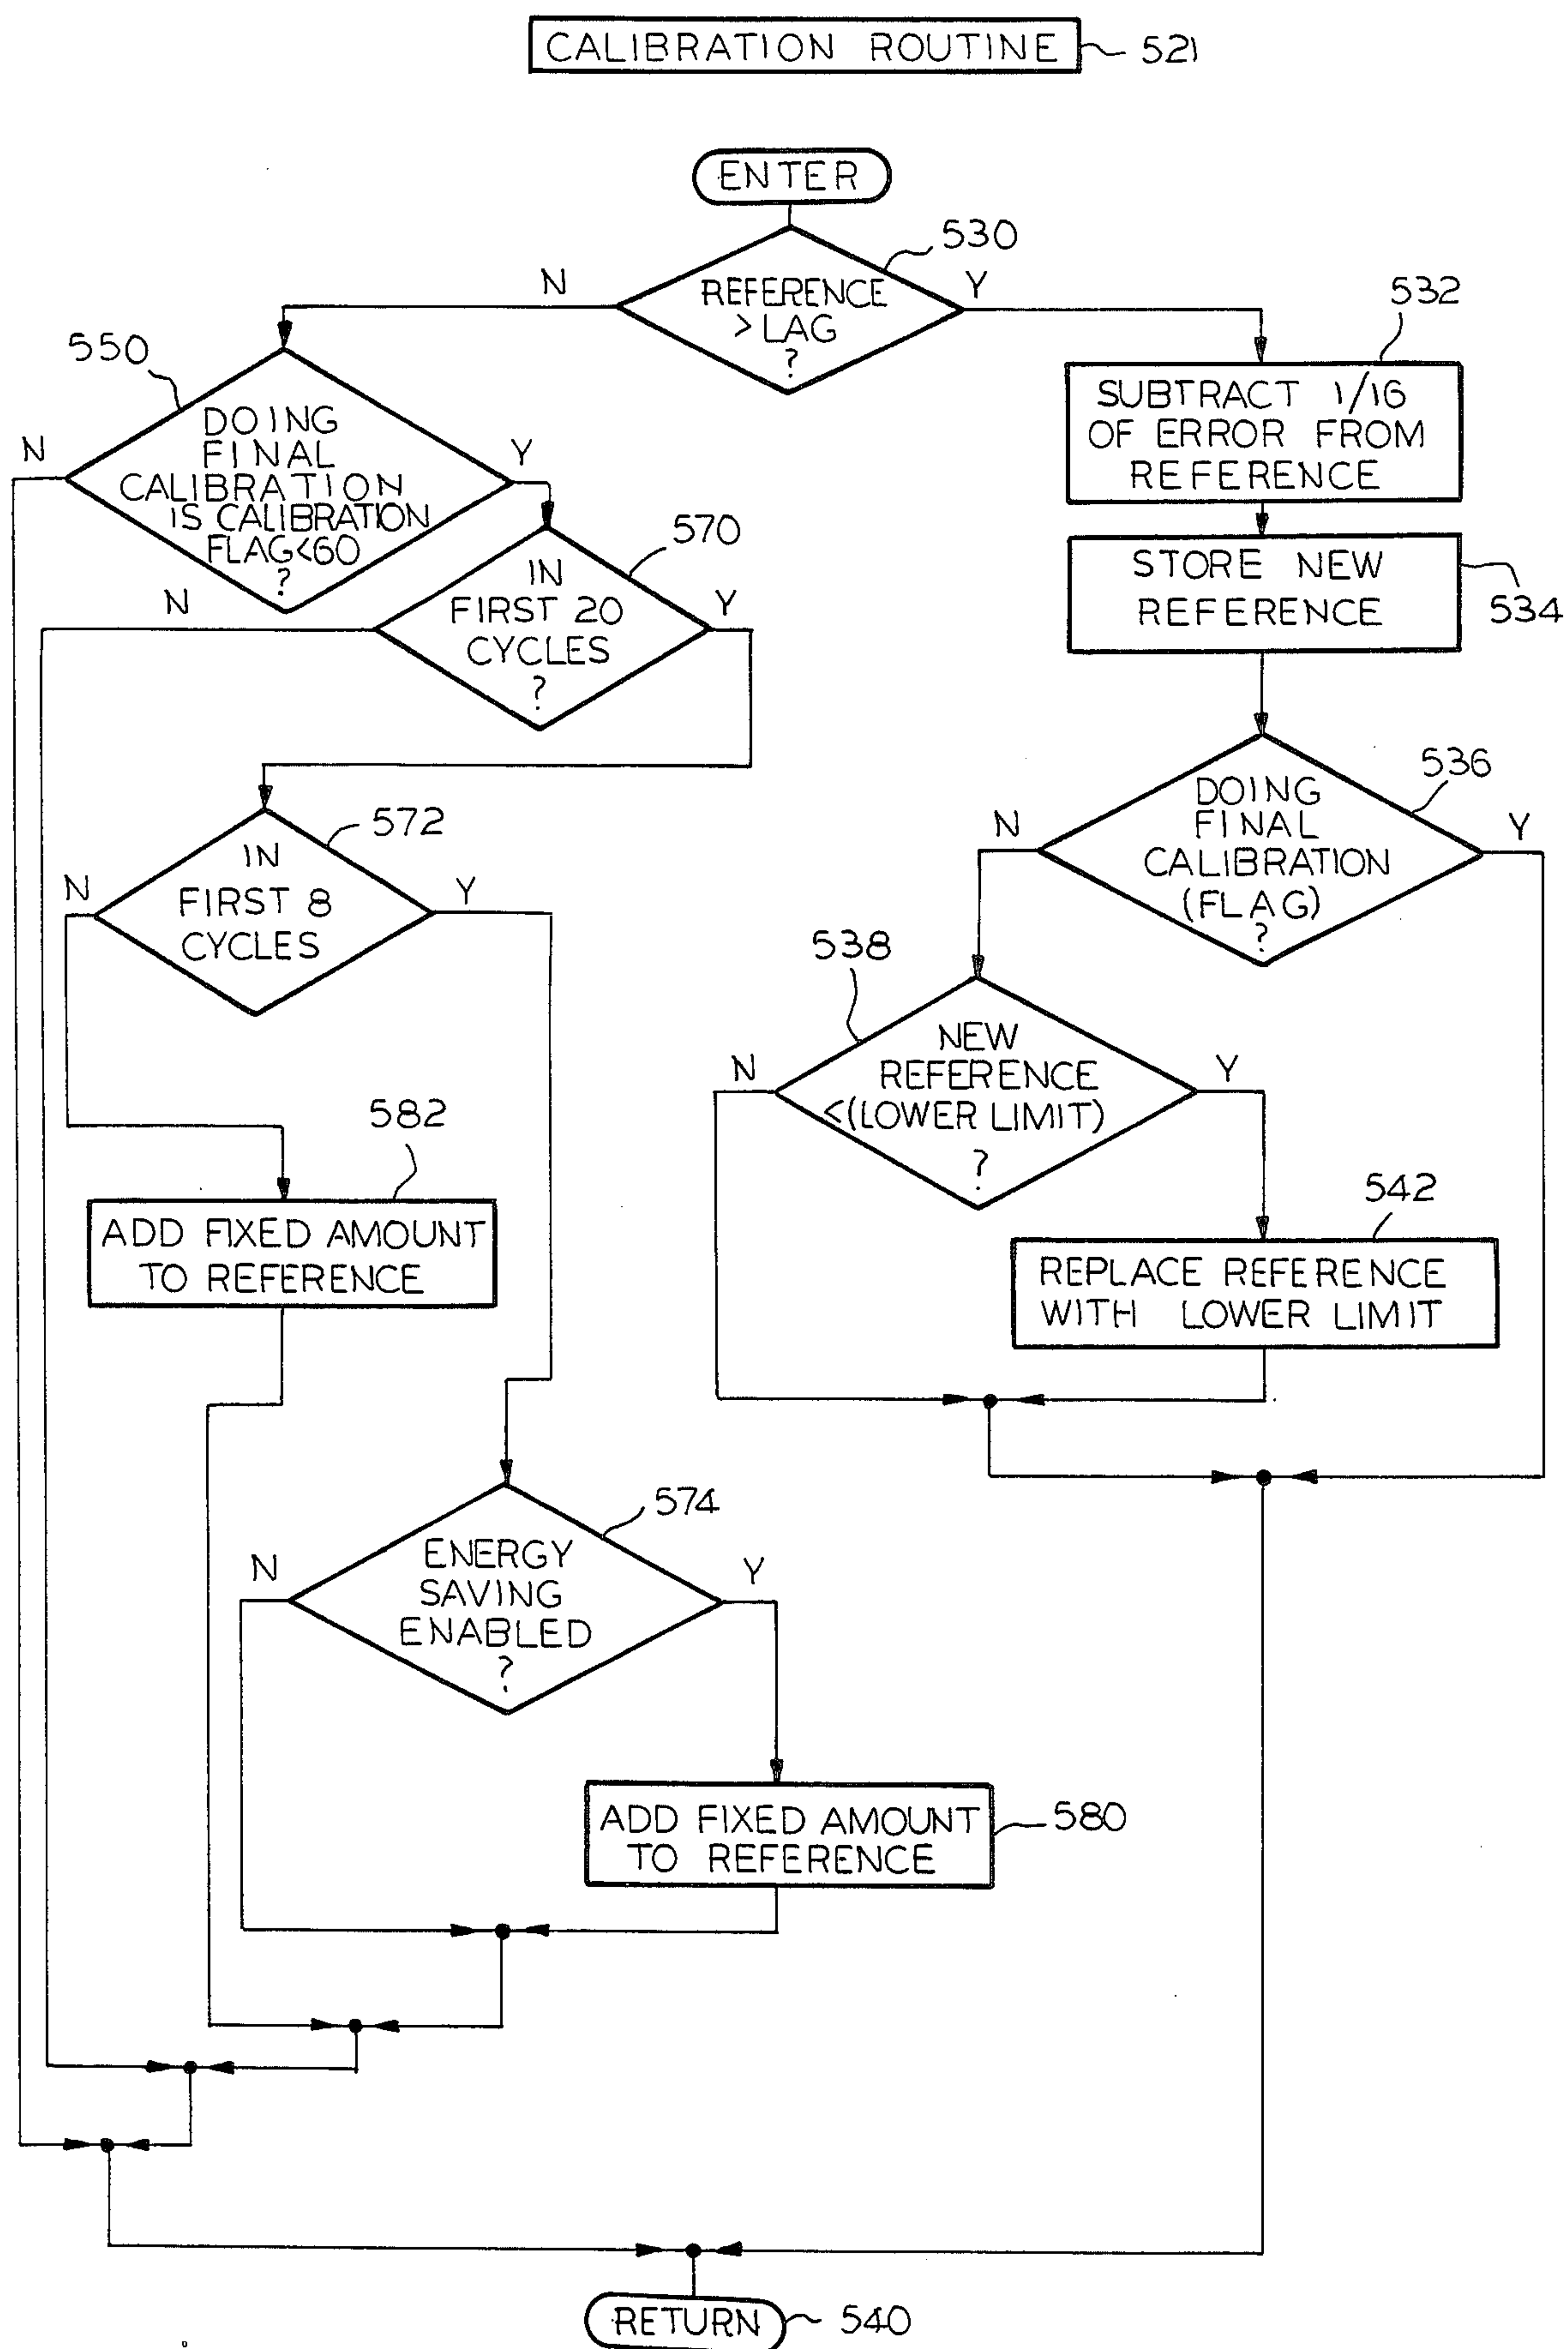 CALIBRATION ROUTINE
521
ENTER
530
REFERENCE
> LAG
?
N
Y
532
SUBTRACT 1/16
OF ERROR FROM
REFERENCE
STORE NEW
REFERENCE
534
550
DOING
FINAL
CALIBRATION
IS CALIBRATION
FLAG<60
?
N
Y
570
IN
FIRST 20
CYCLES
?
N
Y
536
DOING
FINAL
CALIBRATION
(FLAG)
?
N
Y
572
IN
FIRST 8
CYCLES
N
Y
538
NEW
REFERENCE
<(LOWER LIMIT)
?
N
Y
582
ADD FIXED AMOUNT
TO REFERENCE
542
REPLACE REFERENCE
WITH LOWER LIMIT
574
ENERGY
SAVING
ENABLED
?
N
Y
ADD FIXED AMOUNT
TO REFERENCE
580
RETURN
540